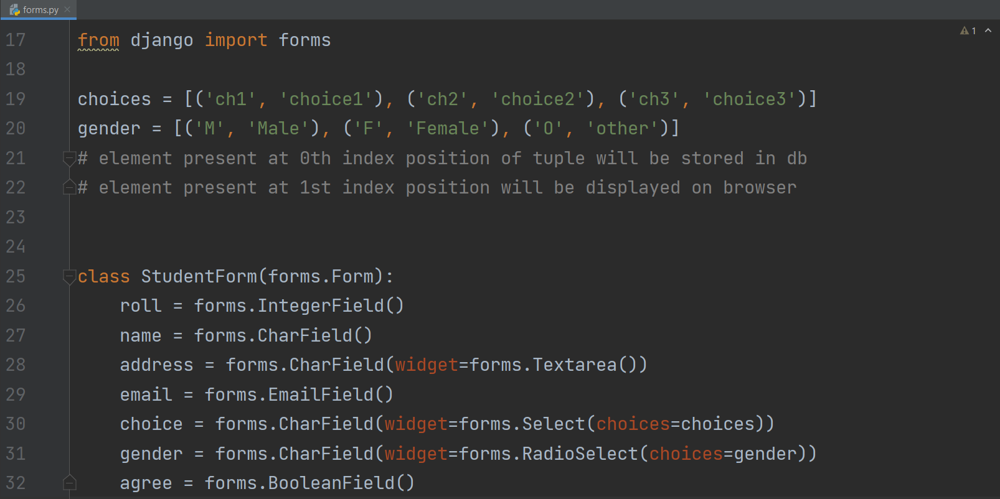 forms.py
1
17 from django import forms
18
19 choices = [('ch1', 'choice1'), ('ch2', 'choice2'), ('ch3', 'choice3')]
20 gender = [('M', 'Male'), ('F', 'Female'), ('O', 'other')]
21 # element present at 0th index position of tuple will be stored in db
22 # element present at 1st index position will be displayed on browser
23
24
25 class StudentForm(forms.Form):
26     roll = forms.IntegerField()
27     name = forms.CharField()
28     address = forms.CharField(widget=forms.Textarea())
29     email = forms.EmailField()
30     choice = forms.CharField(widget=forms.Select(choices=choices))
31     gender = forms.CharField(widget=forms.RadioSelect(choices=gender))
32     agree = forms.BooleanField()